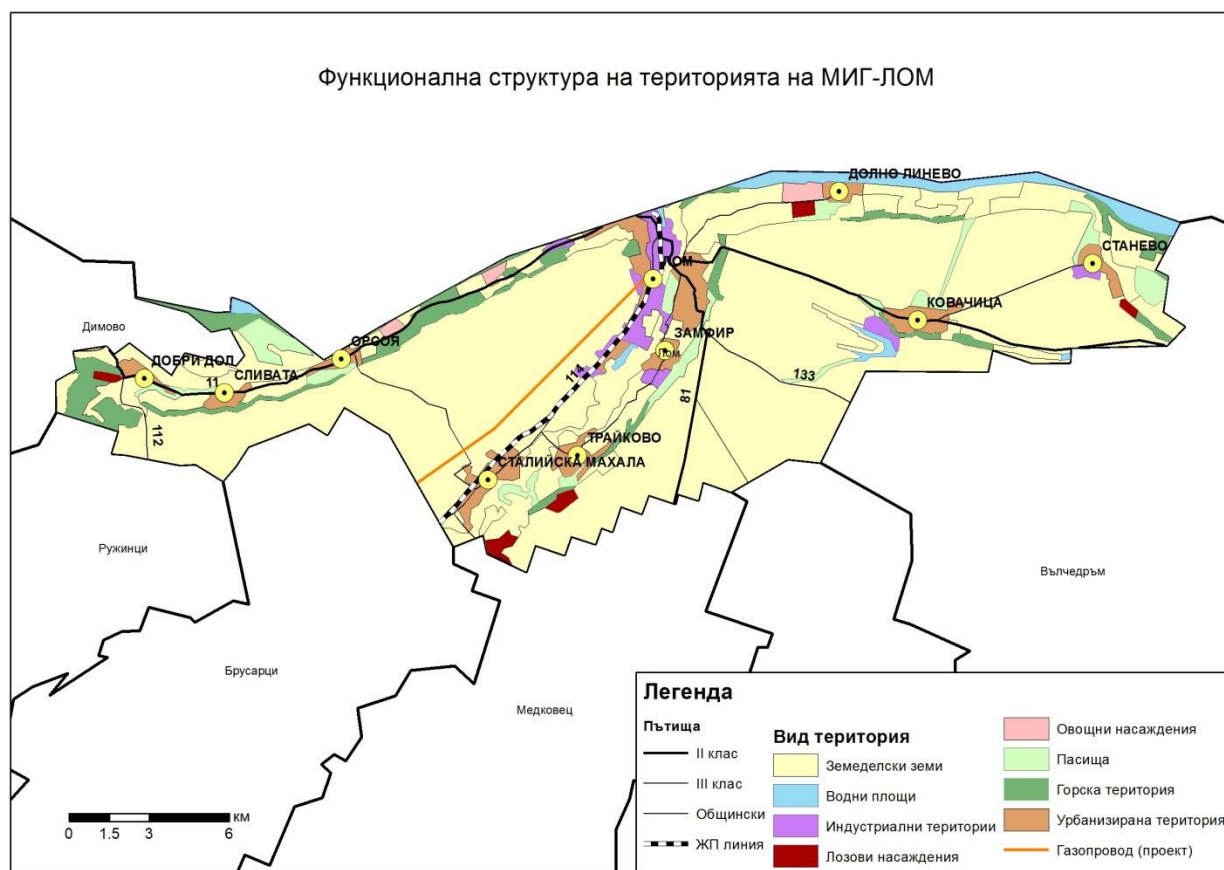 Функционална структура на територията на МИГ-ЛОМ
ДОЛНО ЛИНЕВО
СТАНЕВО
ЛОМ
КОВАЧИЦА
Димово
ОРСОЯ
ЗАМФИР
Лом
ДОБРИ ДОЛ
11
СЛИВАТА
114
133
81
112
ТРАЙКОВО
СТАЛИЙСКА МАХАЛА
Ружинци
Вълчедръм
Брусарци
Медковец
Легенда
Пътища
II клас
III клас
Общински
ЖП линия
Вид територия
Земеделски земи
Водни площи
Индустриални територии
Лозови насаждения
Овощни насаждения
Пасища
Горска територия
Урбанизирана територия
Газопровод (проект)
км
0 1.5 3 6